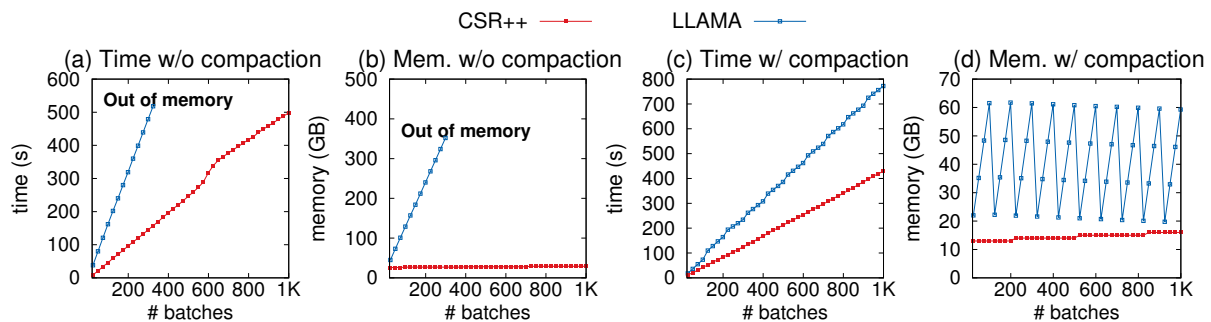 CSR++ LLAMA
(a) Time w/o compaction
time (s)
600
500
400
300
200
100
0
Out of memory
200 400 600 800 1K
# batches
(b) Mem. w/o compaction
memory (GB)
500
400
300
200
100
0
Out of memory
200 400 600 800 1K
# batches
(c) Time w/ compaction
time (s)
800
700
600
500
400
300
200
100
0
200 400 600 800 1K
# batches
(d) Mem. w/ compaction
memory (GB)
70
60
50
40
30
20
10
0
200 400 600 800 1K
# batches